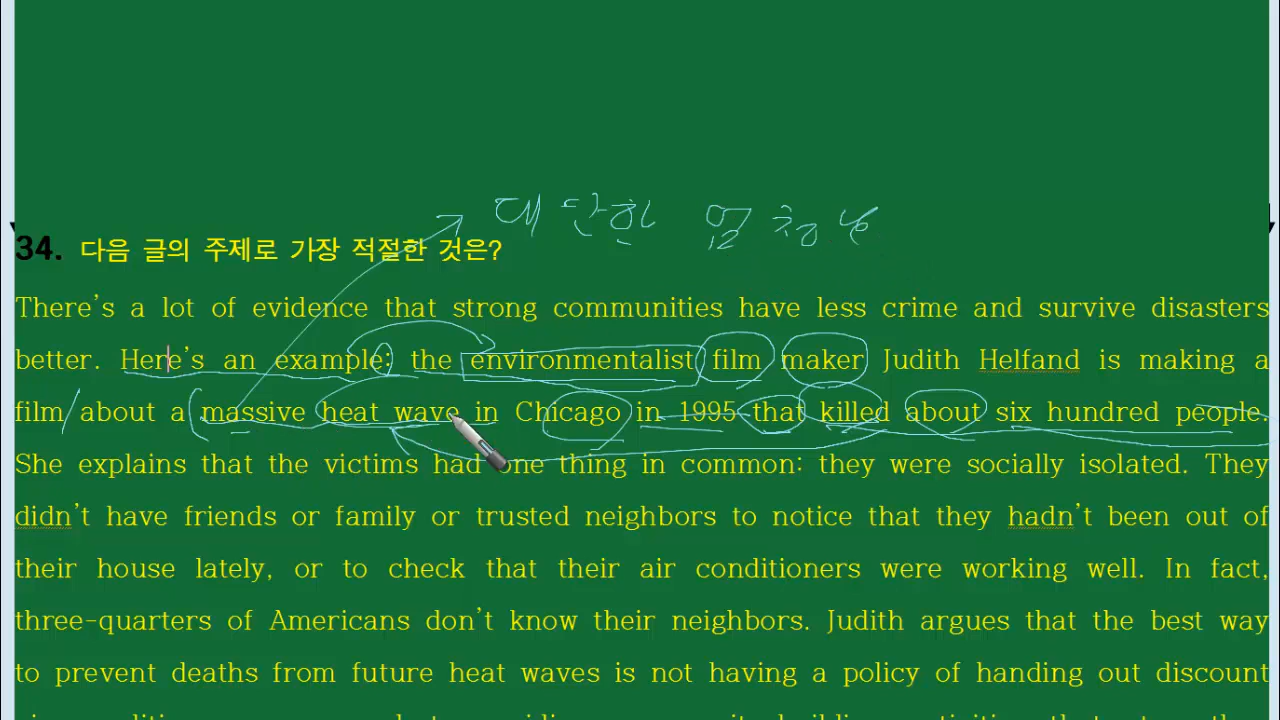 대단한 엄청난
34. 다음 글의 주제로 가장 적절한 것은?
There's a lot of evidence that strong communities have less crime and survive disasters
better. Here's an example: the environmentalist film maker Judith Helfand is making a
film about a massive heat wave in Chicago in 1995 that killed about six hundred people.
She explains that the victims had one thing in common: they were socially isolated. They
didn't have friends or family or trusted neighbors to notice that they hadn't been out of
their house lately, or to check that their air conditioners were working well. In fact,
three-quarters of Americans don't know their neighbors. Judith argues that the best way
to prevent deaths from future heat waves is not having a policy of handing out discount